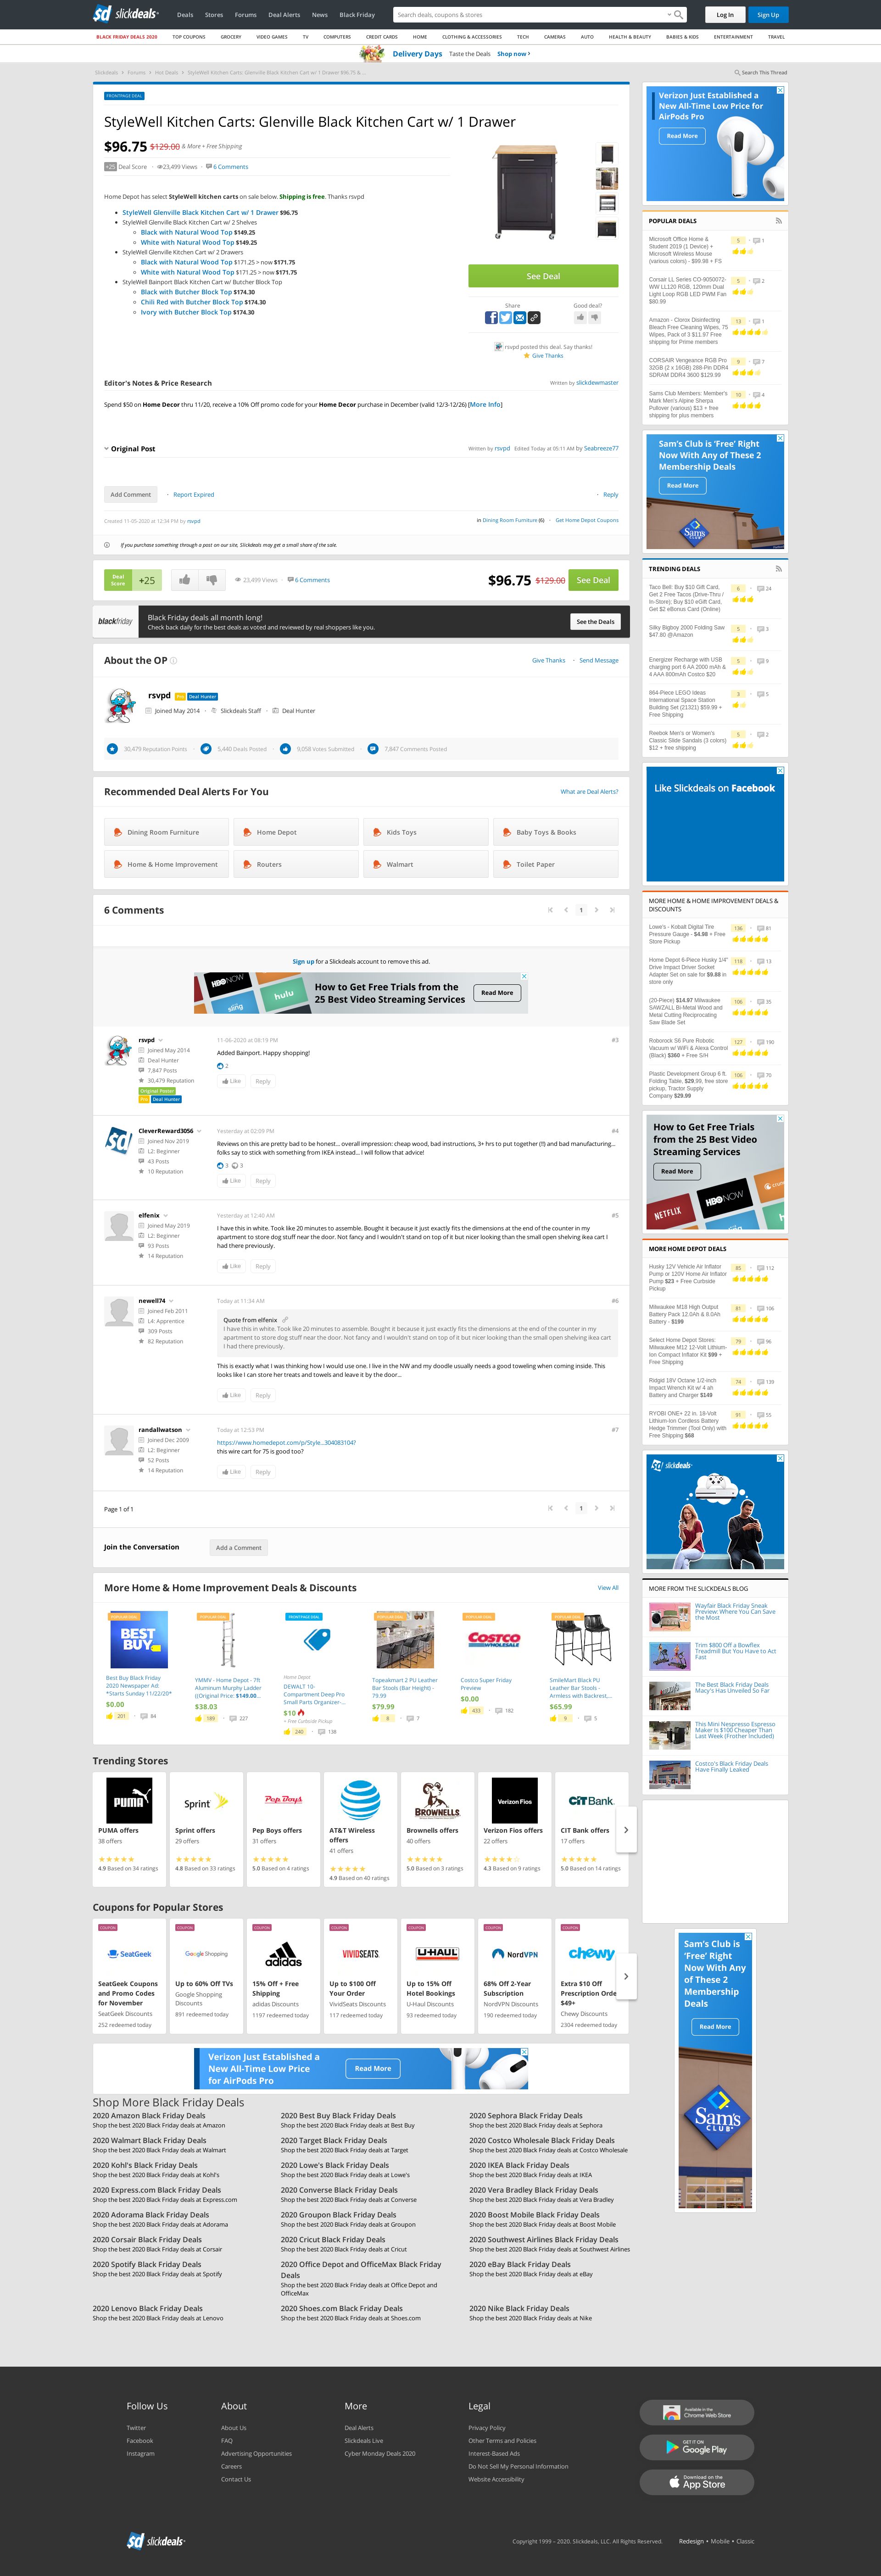 slickdeals
Deals Stores Forums Deal Alerts News Black Friday
Search deals, coupons & stores
Log In Sign Up
BLACK FRIDAY DEALS 2020 TOP COUPONS GROCERY VIDEO GAMES TV COMPUTERS CREDIT CARDS HOME CLOTHING & ACCESSORIES TECH CAMERAS AUTO HEALTH & BEAUTY BABIES & KIDS ENTERTAINMENT TRAVEL
Delivery Days Taste the Deals Shop now >
Slickdeals > Forums > Hot Deals > StyleWell Kitchen Carts: Glenville Black Kitchen Cart w/ 1 Drawer $96.75 & ...
Search This Thread
FRONTPAGE DEAL
StyleWell Kitchen Carts: Glenville Black Kitchen Cart w/ 1 Drawer
$96.75 $129.00 & More + Free Shipping
+25 Deal Score 23,499 Views 6 Comments
Home Depot has select StyleWell kitchen carts on sale below. Shipping is free. Thanks rsvpd
StyleWell Glenville Black Kitchen Cart w/ 1 Drawer $96.75
StyleWell Glenville Black Kitchen Cart w/ 2 Shelves
Black with Natural Wood Top $149.25
White with Natural Wood Top $149.25
StyleWell Glenville Kitchen Cart w/ 2 Drawers
Black with Natural Wood Top $171.25 > now $171.75
White with Natural Wood Top $171.25 > now $171.75
StyleWell Bainport Black Kitchen Cart w/ Butcher Block Top
Black with Butcher Block Top $174.30
Chili Red with Butcher Block Top $174.30
Ivory with Butcher Block Top $174.30
See Deal
Share Good deal?
rsvpd posted this deal. Say thanks!
Give Thanks
Editor's Notes & Price Research Written by slickdewmaster
Spend $50 on Home Decor thru 11/20, receive a 10% Off promo code for your Home Decor purchase in December (valid 12/3-12/26) [More Info]
Original Post Written by rsvpd Edited Today at 05:11 AM by Seabreeze77
Add Comment Report Expired Reply
Created 11-05-2020 at 12:34 PM by rsvpd
in Dining Room Furniture (6) Get Home Depot Coupons
If you purchase something through a post on our site, Slickdeals may get a small share of the sale.
Deal Score +25 23,499 Views 6 Comments $96.75 $129.00 See Deal
blackfriday
Black Friday deals all month long!
Check back daily for the best deals as voted and reviewed by real shoppers like you.
See the Deals
About the OP Give Thanks Send Message
rsvpd Pro Deal Hunter
Joined May 2014 Slickdeals Staff Deal Hunter
30,479 Reputation Points 5,440 Deals Posted 9,058 Votes Submitted 7,847 Comments Posted
Recommended Deal Alerts For You What are Deal Alerts?
Dining Room Furniture Home Depot Kids Toys Baby Toys & Books
Home & Home Improvement Routers Walmart Toilet Paper
6 Comments 1
Sign up for a Slickdeals account to remove this ad.
How to Get Free Trials from the
25 Best Video Streaming Services
Read More
HBO NOW hulu
rsvpd 11-06-2020 at 08:19 PM #3
Joined May 2014
Deal Hunter
7,847 Posts
30,479 Reputation
Original Poster
Pro Deal Hunter
Added Bainport. Happy shopping!
2
Like Reply
CleverReward3056 Yesterday at 02:09 PM #4
Joined Nov 2019
L2: Beginner
43 Posts
10 Reputation
Reviews on this are pretty bad to be honest... overall impression: cheap wood, bad instructions, 3+ hrs to put together (!!) and bad manufacturing...
folks say to stick with something from IKEA instead... I will follow that advice!
3 3
Like Reply
elfenix Yesterday at 12:40 AM #5
Joined May 2019
L2: Beginner
93 Posts
14 Reputation
I have this in white. Took like 20 minutes to assemble. Bought it because it just exactly fits the dimensions at the end of the counter in my
apartment to store dog stuff near the door. Not fancy and I wouldn't stand on top of it but nicer looking than the small open shelving ikea cart I
had there previously.
Like Reply
newell74 Today at 11:34 AM #6
Joined Feb 2011
L4: Apprentice
309 Posts
82 Reputation
Quote from elfenix
I have this in white. Took like 20 minutes to assemble. Bought it because it just exactly fits the dimensions at the end of the counter in my
apartment to store dog stuff near the door. Not fancy and I wouldn't stand on top of it but nicer looking than the small open shelving ikea cart
I had there previously.
This is exactly what I was thinking how I would use one. I live in the NW and my doodle usually needs a good toweling when coming inside. This
looks like I can store her treats and towels and leave it by the door...
Like Reply
randallwatson Today at 12:53 PM #7
Joined Dec 2009
L2: Beginner
52 Posts
14 Reputation
https://www.homedepot.com/p/Style...304083104?
this wire cart for 75 is good too?
Like Reply
Page 1 of 1 1
Join the Conversation Add a Comment
More Home & Home Improvement Deals & Discounts View All
POPULAR DEAL POPULAR DEAL FRONTPAGE DEAL POPULAR DEAL POPULAR DEAL POPULAR DEAL
BEST BUY
Best Buy Black Friday
2020 Newspaper Ad:
*Starts Sunday 11/22/20*
$0.00
201 84
YMMV - Home Depot - 7ft
Aluminum Murphy Ladder
((Original Price: $149.00...
$38.03
189 227
Home Depot
DEWALT 10-
Compartment Deep Pro
Small Parts Organizer-...
$10
+ Free Curbside Pickup
240 138
Topeakmart 2 PU Leather
Bar Stools (Bar Height) -
79.99
$79.99
8 7
COSTCO WHOLESALE
Costco Super Friday
Preview
$0.00
433 182
SmileMart Black PU
Leather Bar Stools -
Armless with Backrest,...
$65.99
9 5
Trending Stores
PUMA
PUMA offers
38 offers
4.9 Based on 34 ratings
Sprint
Sprint offers
29 offers
4.8 Based on 33 ratings
Pep Boys
Pep Boys offers
31 offers
5.0 Based on 4 ratings
AT&T Wireless
offers
41 offers
4.9 Based on 40 ratings
BROWNELLS
Brownells offers
40 offers
5.0 Based on 3 ratings
Verizon Fios
Verizon Fios offers
22 offers
4.3 Based on 9 ratings
CIT Bank
CIT Bank offers
17 offers
5.0 Based on 14 ratings
Coupons for Popular Stores
COUPON
SeatGeek
SeatGeek Coupons
and Promo Codes
for November
SeatGeek Discounts
252 redeemed today
COUPON
Google Shopping
Up to 60% Off TVs
Google Shopping
Discounts
891 redeemed today
COUPON
adidas
15% Off + Free
Shipping
adidas Discounts
1197 redeemed today
COUPON
VIVID SEATS
Up to $100 Off
Your Order
VividSeats Discounts
117 redeemed today
COUPON
U-HAUL
Up to 15% Off
Hotel Bookings
U-Haul Discounts
93 redeemed today
COUPON
NordVPN
68% Off 2-Year
Subscription
NordVPN Discounts
190 redeemed today
COUPON
chewy
Extra $10 Off
Prescription Orde
$49+
Chewy Discounts
2304 redeemed today
Verizon Just Established a
New All-Time Low Price
for AirPods Pro
Read More
Shop More Black Friday Deals
2020 Amazon Black Friday Deals
Shop the best 2020 Black Friday deals at Amazon
2020 Best Buy Black Friday Deals
Shop the best 2020 Black Friday deals at Best Buy
2020 Sephora Black Friday Deals
Shop the best 2020 Black Friday deals at Sephora
2020 Walmart Black Friday Deals
Shop the best 2020 Black Friday deals at Walmart
2020 Target Black Friday Deals
Shop the best 2020 Black Friday deals at Target
2020 Costco Wholesale Black Friday Deals
Shop the best 2020 Black Friday deals at Costco Wholesale
2020 Kohl's Black Friday Deals
Shop the best 2020 Black Friday deals at Kohl's
2020 Lowe's Black Friday Deals
Shop the best 2020 Black Friday deals at Lowe's
2020 IKEA Black Friday Deals
Shop the best 2020 Black Friday deals at IKEA
2020 Express.com Black Friday Deals
Shop the best 2020 Black Friday deals at Express.com
2020 Converse Black Friday Deals
Shop the best 2020 Black Friday deals at Converse
2020 Vera Bradley Black Friday Deals
Shop the best 2020 Black Friday deals at Vera Bradley
2020 Adorama Black Friday Deals
Shop the best 2020 Black Friday deals at Adorama
2020 Groupon Black Friday Deals
Shop the best 2020 Black Friday deals at Groupon
2020 Boost Mobile Black Friday Deals
Shop the best 2020 Black Friday deals at Boost Mobile
2020 Corsair Black Friday Deals
Shop the best 2020 Black Friday deals at Corsair
2020 Cricut Black Friday Deals
Shop the best 2020 Black Friday deals at Cricut
2020 Southwest Airlines Black Friday Deals
Shop the best 2020 Black Friday deals at Southwest Airlines
2020 Spotify Black Friday Deals
Shop the best 2020 Black Friday deals at Spotify
2020 Office Depot and OfficeMax Black Friday
Deals
Shop the best 2020 Black Friday deals at Office Depot and
OfficeMax
2020 eBay Black Friday Deals
Shop the best 2020 Black Friday deals at eBay
2020 Lenovo Black Friday Deals
Shop the best 2020 Black Friday deals at Lenovo
2020 Shoes.com Black Friday Deals
Shop the best 2020 Black Friday deals at Shoes.com
2020 Nike Black Friday Deals
Shop the best 2020 Black Friday deals at Nike
Verizon Just Established a
New All-Time Low Price for
AirPods Pro
Read More
POPULAR DEALS
Microsoft Office Home &
Student 2019 (1 Device) +
Microsoft Wireless Mouse
(various colors) - $99.98 + FS
5 1
Corsair LL Series CO-9050072-
WW LL120 RGB, 120mm Dual
Light Loop RGB LED PWM Fan
$80.99
5 2
Amazon - Clorox Disinfecting
Bleach Free Cleaning Wipes, 75
Wipes, Pack of 3 $11.97 Free
shipping for Prime members
13 1
CORSAIR Vengeance RGB Pro
32GB (2 x 16GB) 288-Pin DDR4
SDRAM DDR4 3600 $129.99
9 7
Sams Club Members: Member's
Mark Men's Alpine Sherpa
Pullover (various) $13 + free
shipping for plus members
10 4
Sam's Club is 'Free' Right
Now With Any of These 2
Membership Deals
Read More
Sam's
TRENDING DEALS
Taco Bell: Buy $10 Gift Card,
Get 2 Free Tacos (Drive-Thru /
In-Store); Buy $10 eGift Card,
Get $2 eBonus Card (Online)
6 24
Silky Bigboy 2000 Folding Saw
$47.80 @Amazon
5 3
Energizer Recharge with USB
charging port 6 AA 2000 mAh &
4 AAA 800mAh Costco $20
5 9
864-Piece LEGO Ideas
International Space Station
Building Set (21321) $59.99 +
Free Shipping
3 5
Reebok Men's or Women's
Classic Slide Sandals (3 colors)
$12 + free shipping
5 2
Like Slickdeals on Facebook
MORE HOME & HOME IMPROVEMENT DEALS &
DISCOUNTS
Lowe's - Kobalt Digital Tire
Pressure Gauge - $4.98 + Free
Store Pickup
136 81
Home Depot 6-Piece Husky 1/4"
Drive Impact Driver Socket
Adapter Set on sale for $9.88 in
store only
118 13
(20-Piece) $14.97 Milwaukee
SAWZALL Bi-Metal Wood and
Metal Cutting Reciprocating
Saw Blade Set
106 35
Roborock S6 Pure Robotic
Vacuum w/ WiFi & Alexa Control
(Black) $360 + Free S/H
127 190
Plastic Development Group 6 ft.
Folding Table, $29.99, free store
pickup, Tractor Supply
Company $29.99
106 70
How to Get Free Trials
from the 25 Best Video
Streaming Services
Read More
NETFLIX HBO NOW
MORE HOME DEPOT DEALS
Husky 12V Vehicle Air Inflator
Pump or 120V Home Air Inflator
Pump $23 + Free Curbside
Pickup
85 112
Milwaukee M18 High Output
Battery Pack 12.0Ah & 8.0Ah
Battery - $199
81 106
Select Home Depot Stores:
Milwaukee M12 12-Volt Lithium-
Ion Compact Inflator Kit $99 +
Free Shipping
79 96
Ridgid 18V Octane 1/2-inch
Impact Wrench Kit w/ 4 ah
Battery and Charger $149
74 139
RYOBI ONE+ 22 in. 18-Volt
Lithium-Ion Cordless Battery
Hedge Trimmer (Tool Only) with
Free Shipping $68
91 55
slickdeals
MORE FROM THE SLICKDEALS BLOG
Wayfair Black Friday Sneak
Preview: Where You Can Save
the Most
Trim $800 Off a Bowflex
Treadmill But You Have to Act
Fast
The Best Black Friday Deals
Macy's Has Unveiled So Far
This Mini Nespresso Espresso
Maker Is $100 Cheaper Than
Last Week (Frother Included)
Costco's Black Friday Deals
Have Finally Leaked
Sam's Club is
'Free' Right
Now With Any
of These 2
Membership
Deals
Read More
Sam's
CLUB
Follow Us
Twitter
Facebook
Instagram
About
About Us
FAQ
Advertising Opportunities
Careers
Contact Us
More
Deal Alerts
Slickdeals Live
Cyber Monday Deals 2020
Legal
Privacy Policy
Other Terms and Policies
Interest-Based Ads
Do Not Sell My Personal Information
Website Accessibility
Available in the
Chrome Web Store
GET IT ON
Google Play
Download on the
App Store
slickdeals
Copyright 1999 - 2020. Slickdeals, LLC. All Rights Reserved. Redesign • Mobile • Classic